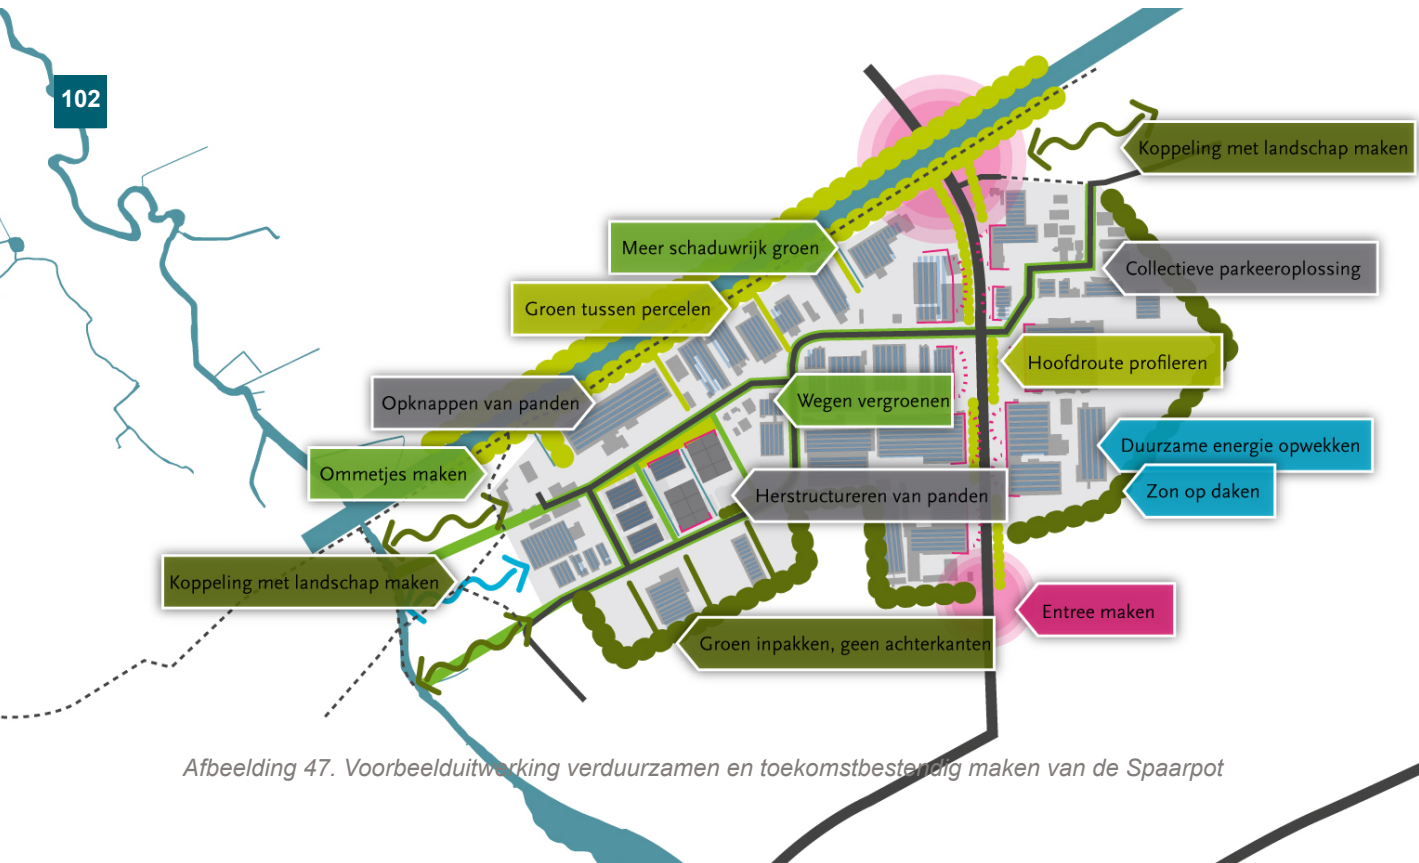 102
Koppeling met landschap maken
Meer schaduwrijk groen
Collectieve parkeeroplossing
Groen tussen percelen
Hoofdroute profileren
Opknappen van panden
Wegen vergroenen
Duurzame energie opwekken
Ommetjes maken
Zon op daken
Herstructureren van panden
Koppeling met landschap maken
Entree maken
Groen inpakken, geen achterkanten
Afbeelding 47. Voorbeelduitwerking verduurzamen en toekomstbestendig maken van de Spaarpot